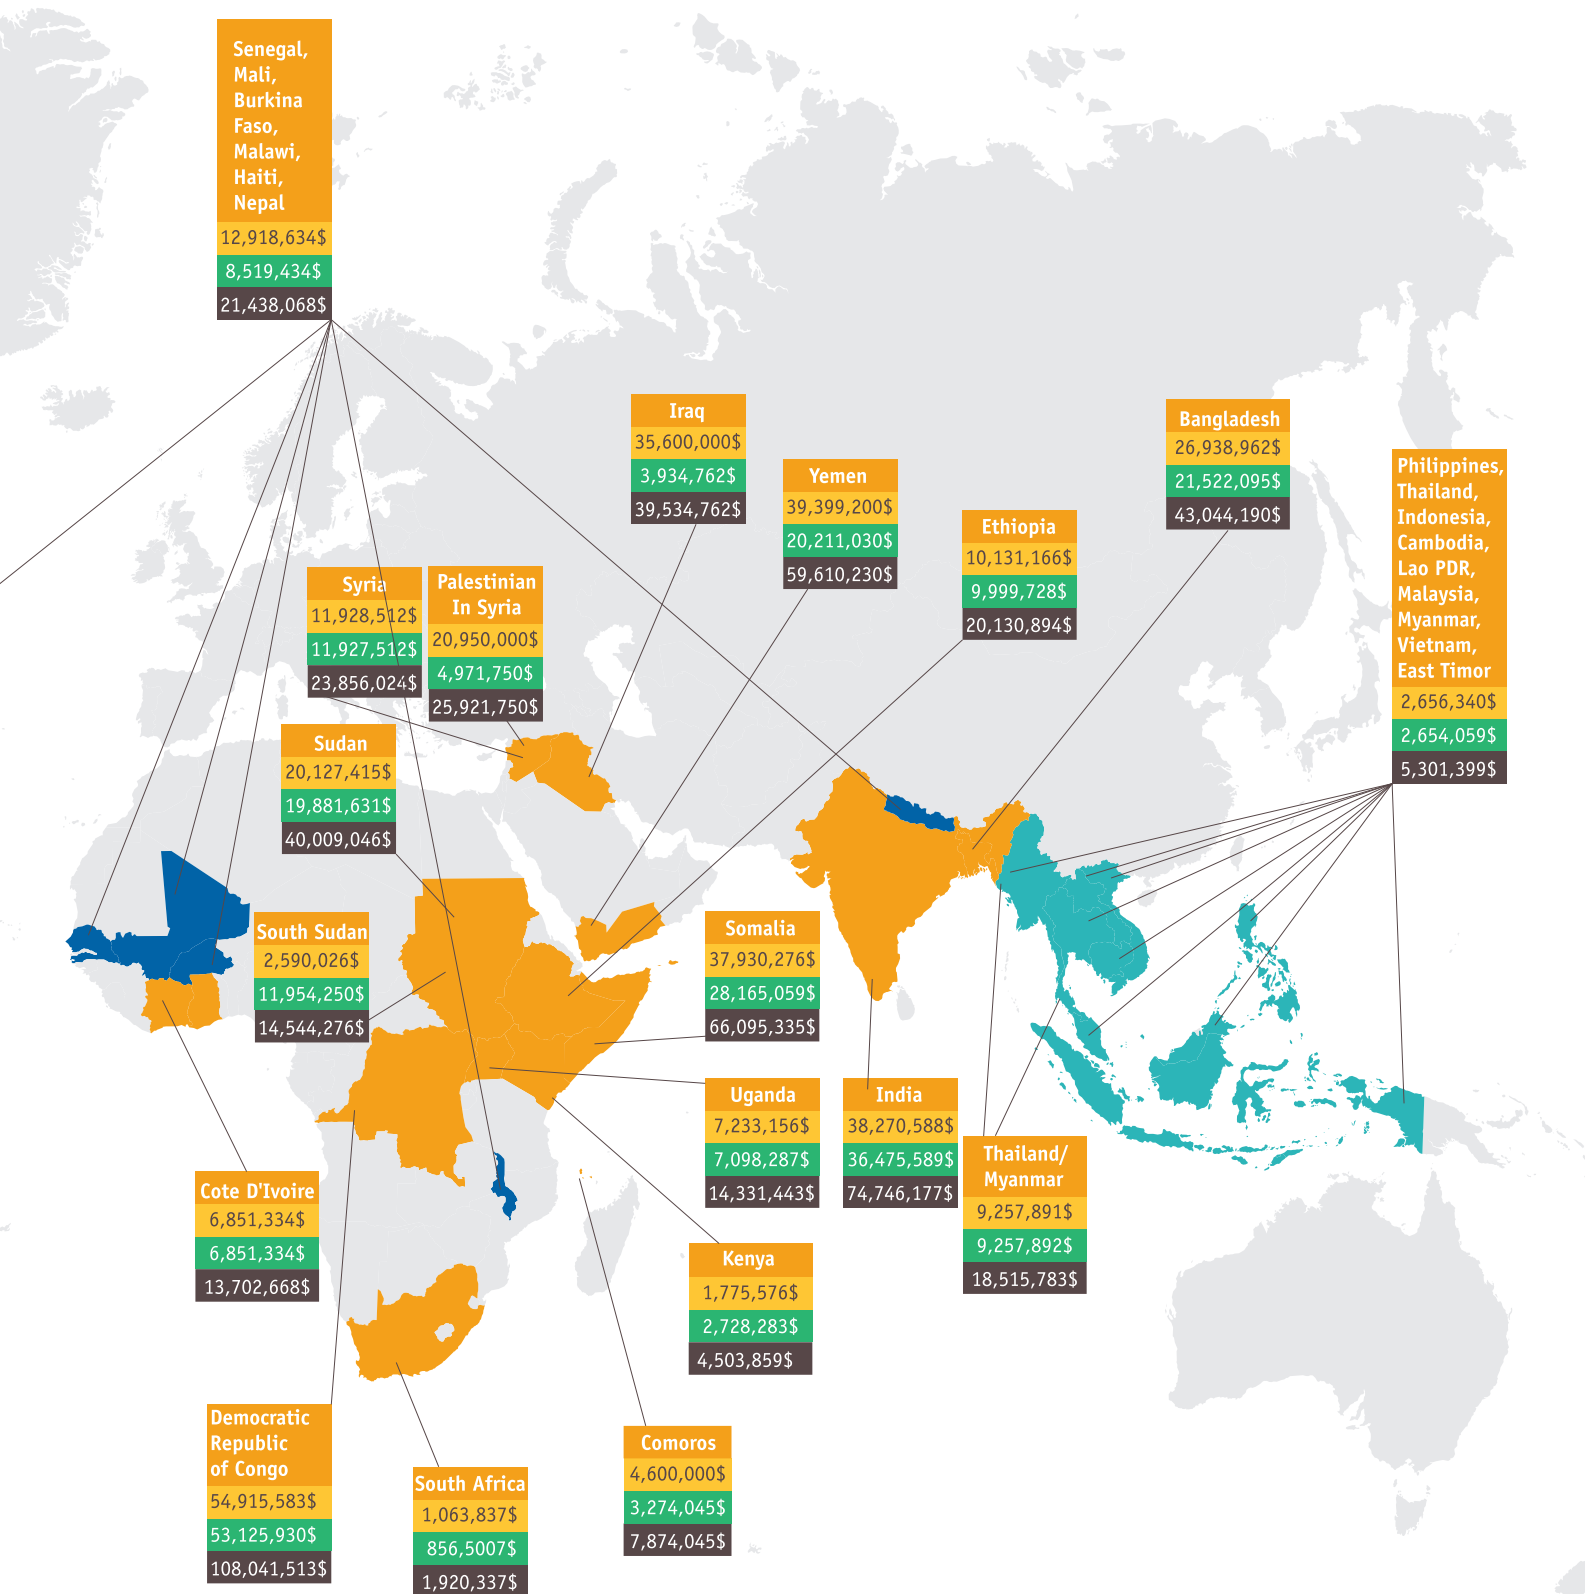 Senegal,
Mali,
Burkina
Faso,
Malawi,
Haiti,
Nepal
12,918,634$
8,519,434$
21,438,068$
Iraq
35,600,000$
3,934,762$
39,534,762$
Bangladesh
26,938,962$
21,522,095$
43,044,190$
Philippines,
Thailand,
Indonesia,
Cambodia,
Lao PDR,
Malaysia,
Myanmar,
Vietnam,
East Timor
2,656,340$
2,654,059$
5,301,399$
Yemen
39,399,200$
20,211,030$
59,610,230$
Ethiopia
10,131,166$
9,999,728$
20,130,894$
Syria
11,928,512$
11,927,512$
23,856,024$
Palestinian
In Syria
20,950,000$
4,971,750$
25,921,750$
Sudan
20,127,415$
19,881,631$
40,009,046$
South Sudan
2,590,026$
11,954,250$
14,544,276$
Somalia
37,930,276$
28,165,059$
66,095,335$
Uganda
7,233,156$
7,098,287$
14,331,443$
India
38,270,588$
36,475,589$
74,746,177$
Thailand/
Myanmar
9,257,891$
9,257,892$
18,515,783$
Cote D'Ivoire
6,851,334$
6,851,334$
13,702,668$
Kenya
1,775,576$
2,728,283$
4,503,859$
Democratic
Republic
of Congo
54,915,583$
53,125,930$
108,041,513$
South Africa
1,063,837$
856,5007$
1,920,337$
Comoros
4,600,000$
3,274,045$
7,874,045$